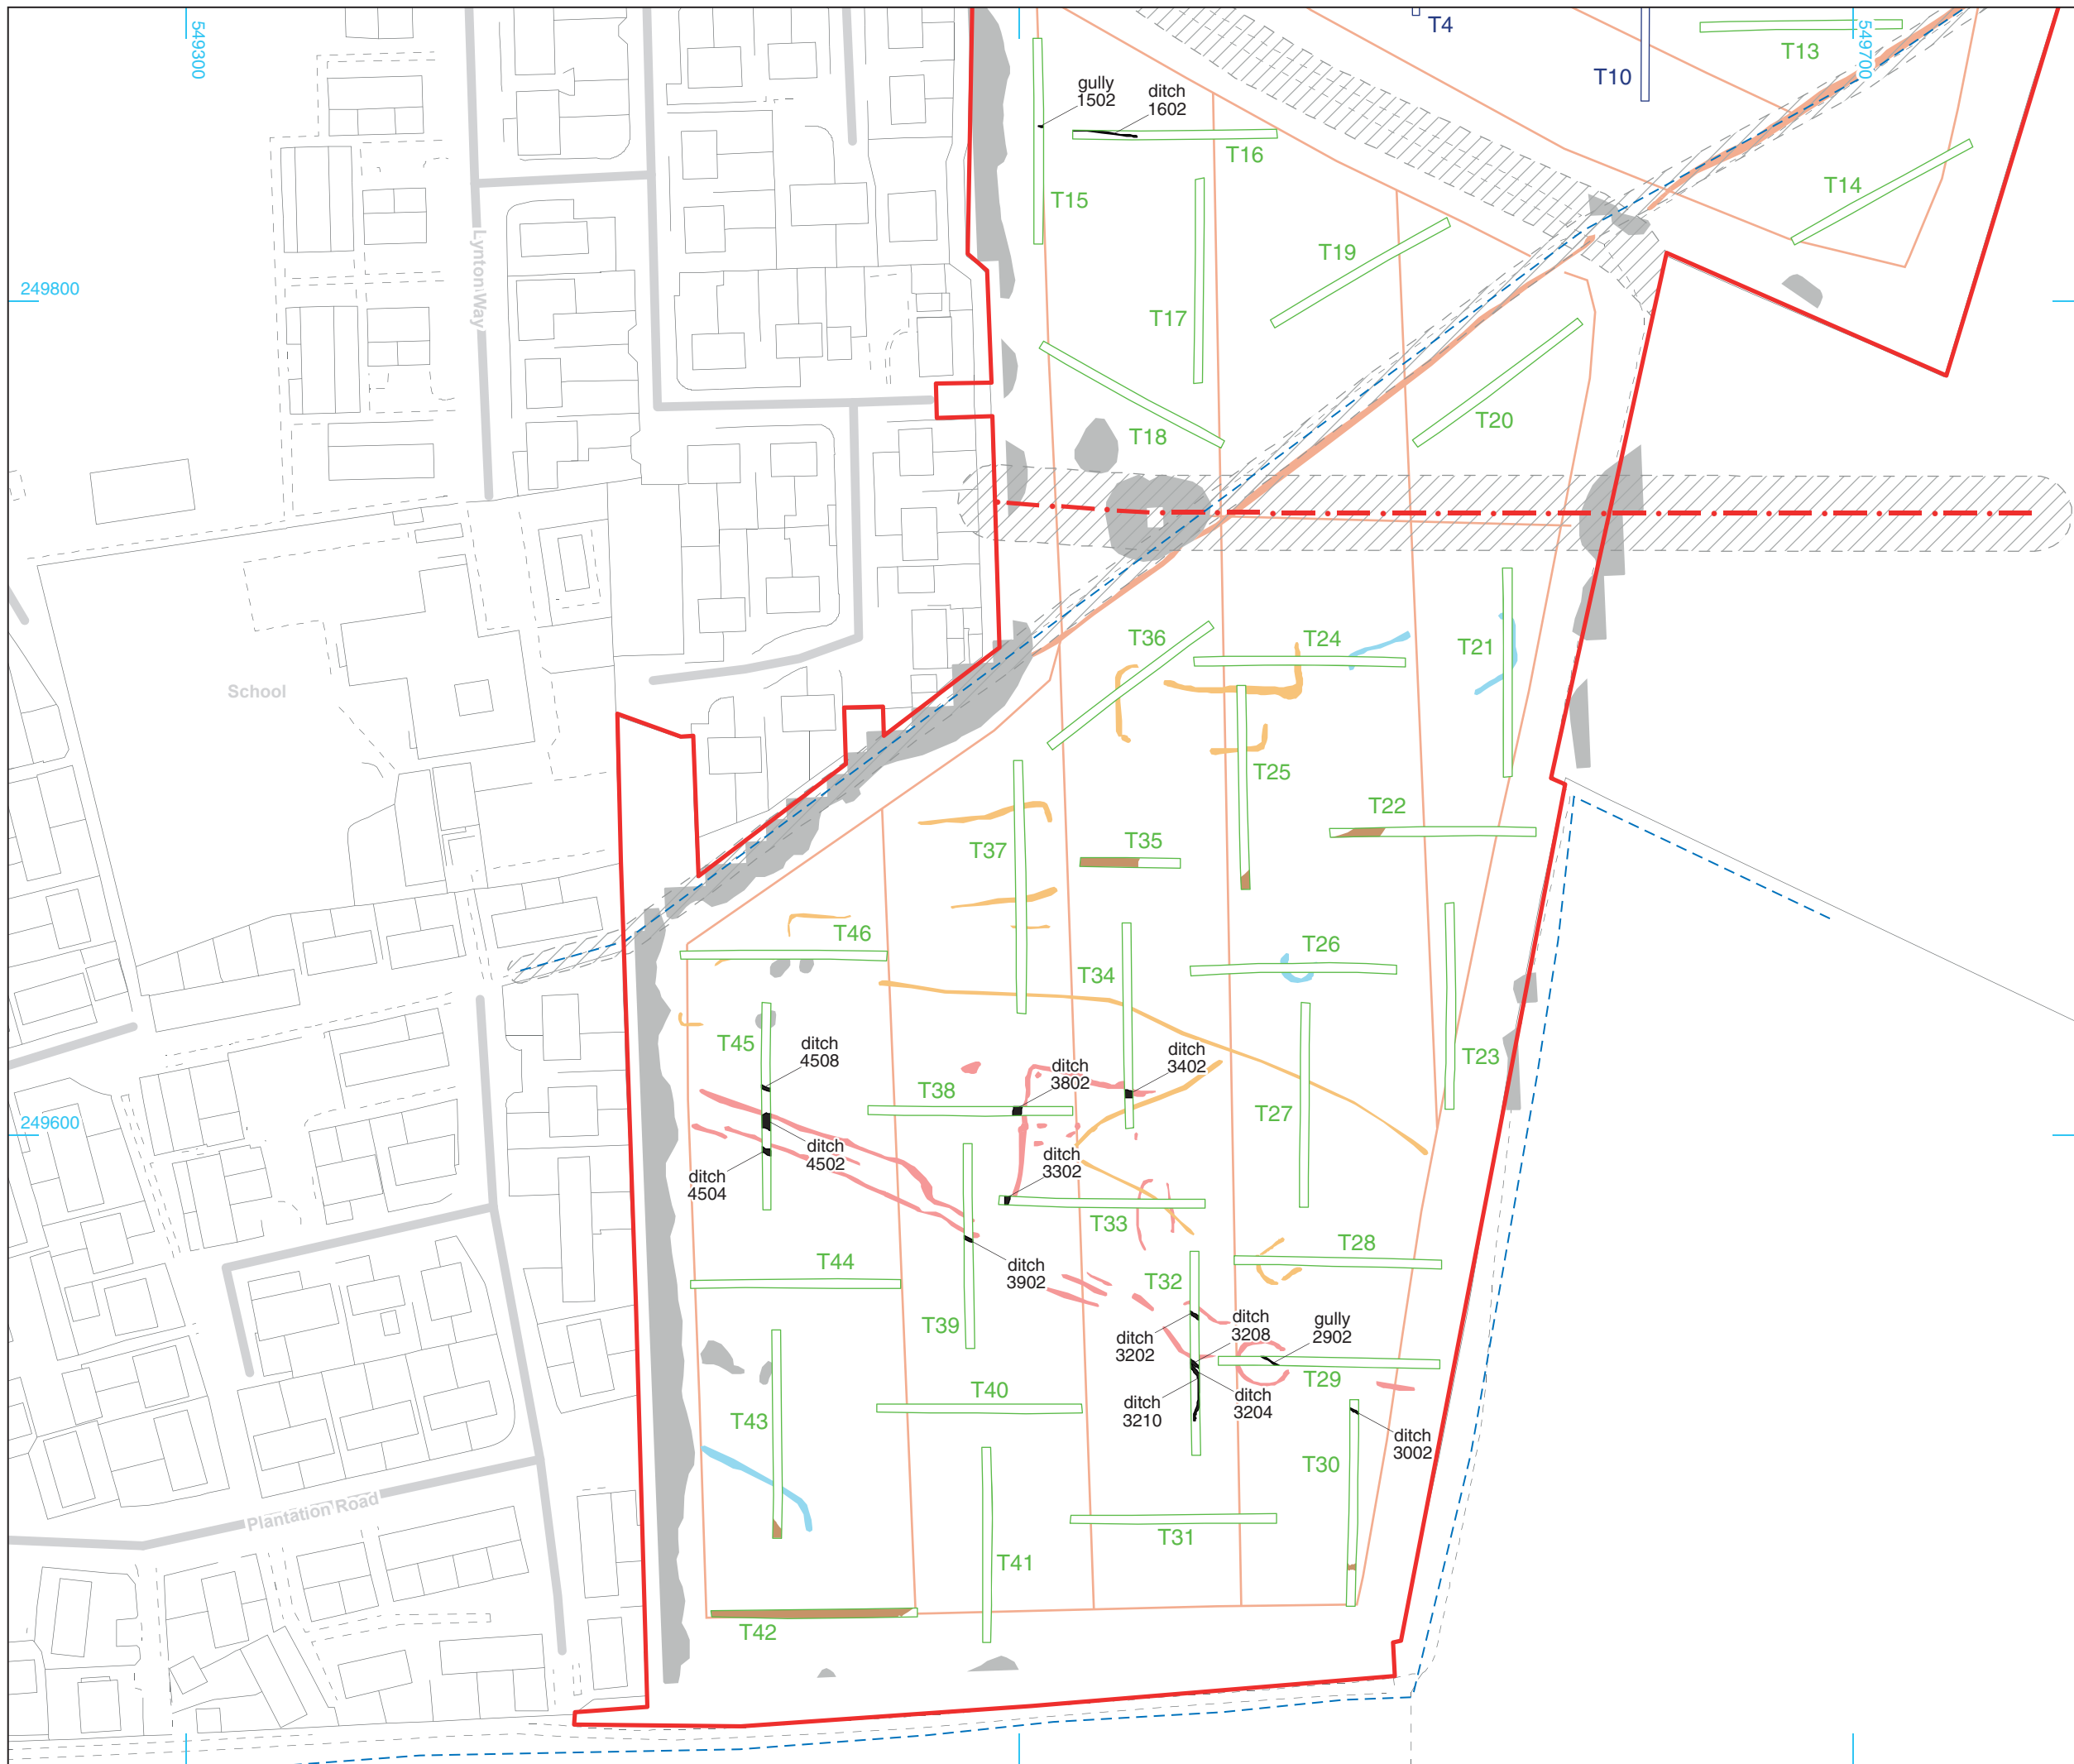 549300
549700
T4
T10
T13
gully
1502
ditch
1602
T16
T14
T15
Lynton Way
T19
249800
T17
T20
T18
T36
T24
T21
School
T25
T22
T37
T35
T46
T26
T34
T45
ditch
4508
ditch
3402
T23
ditch
3802
T38
T27
249600
ditch
4502
ditch
3302
ditch
4504
T33
T28
T44
ditch
3902
T32
T39
ditch
3208
gully
2902
ditch
3202
T29
T40
ditch
3210
ditch
3204
T43
ditch
3002
T30
Plantation Road
T31
T41
T42